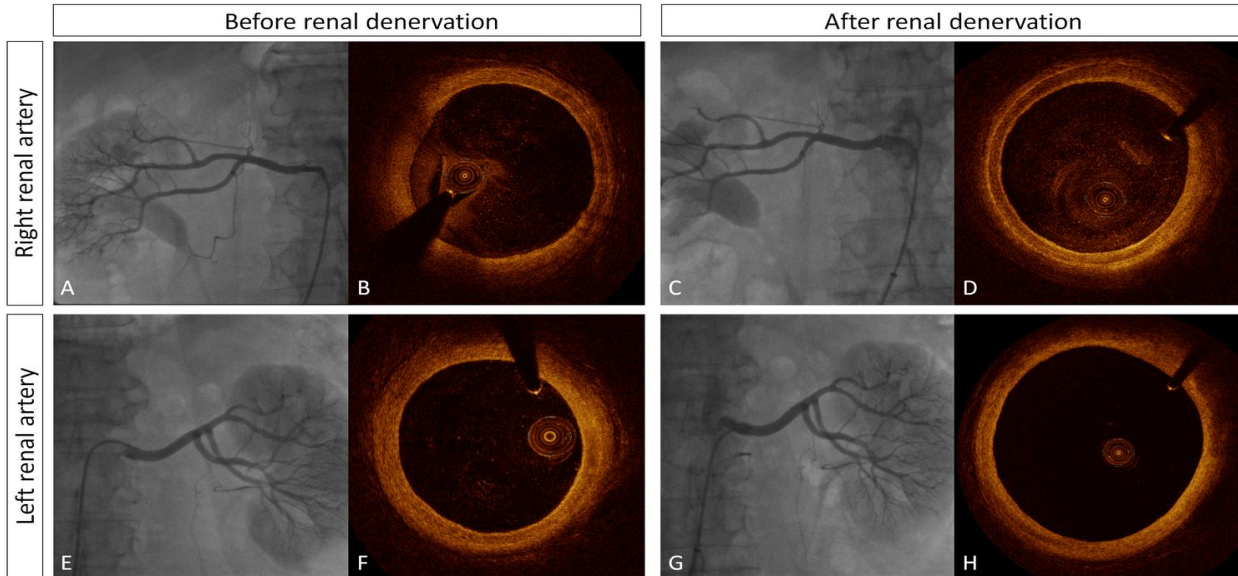 Before renal denervation
After renal denervation
Right renal artery
A
B
C
D
Left renal artery
E
F
G
H